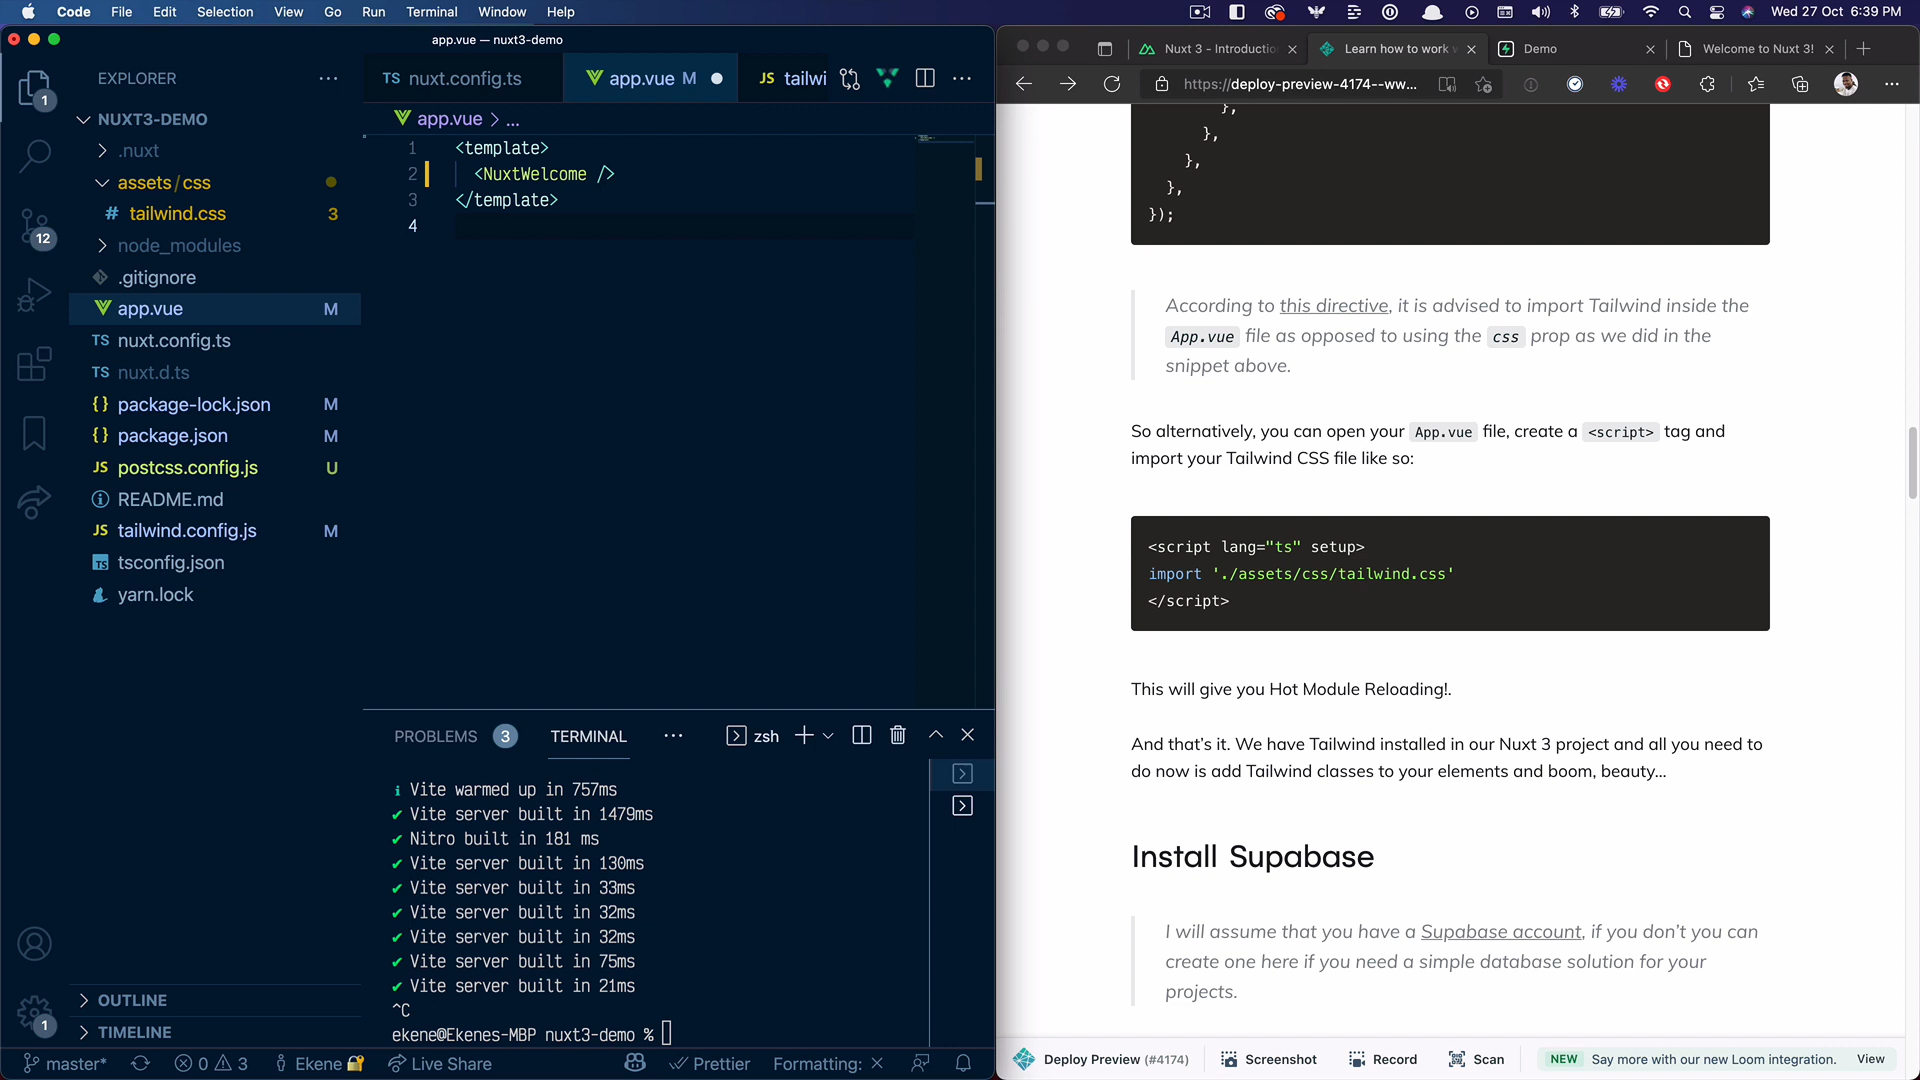 Code File Edit Selection View Go Run Terminal Window Help
Wed 27 Oct 6:39 PM
app.vue — nuxt3-demo
EXPLORER
TS nuxt.config.ts
app.vue M
JS tailwi
app.vue > ...
NUXT3-DEMO
.nuxt
assets/css
# tailwind.css 3
node_modules
.gitignore
app.vue M
TS nuxt.config.ts
TS nuxt.d.ts
{} package-lock.json M
{} package.json M
JS postcss.config.js U
README.md
JS tailwind.config.js M
TS tsconfig.json
yarn.lock
1
12
1
OUTLINE
TIMELINE
1 <template>
2 <NuxtWelcome />
3 </template>
4
PROBLEMS 3 TERMINAL ... zsh
i Vite warmed up in 757ms
✔ Vite server built in 1479ms
✔ Nitro built in 181 ms
✔ Vite server built in 130ms
✔ Vite server built in 33ms
✔ Vite server built in 32ms
✔ Vite server built in 32ms
✔ Vite server built in 75ms
✔ Vite server built in 21ms
^C
ekene@Ekenes-MBP nuxt3-demo %
master* 0 3 Ekene Live Share Prettier Formatting: ×
Nuxt 3 - Introductio
Learn how to work
Demo
Welcome to Nuxt 3!
https://deploy-preview-4174--ww...
},
},
},
},
});
According to this directive, it is advised to import Tailwind inside the
App.vue file as opposed to using the css prop as we did in the
snippet above.
So alternatively, you can open your App.vue file, create a <script> tag and
import your Tailwind CSS file like so:
<script lang="ts" setup>
import './assets/css/tailwind.css'
</script>
This will give you Hot Module Reloading!.
And that's it. We have Tailwind installed in our Nuxt 3 project and all you need to
do now is add Tailwind classes to your elements and boom, beauty...
Install Supabase
I will assume that you have a Supabase account, if you don't you can
create one here if you need a simple database solution for your
projects.
Deploy Preview (#4174) Screenshot Record Scan NEW Say more with our new Loom integration. View